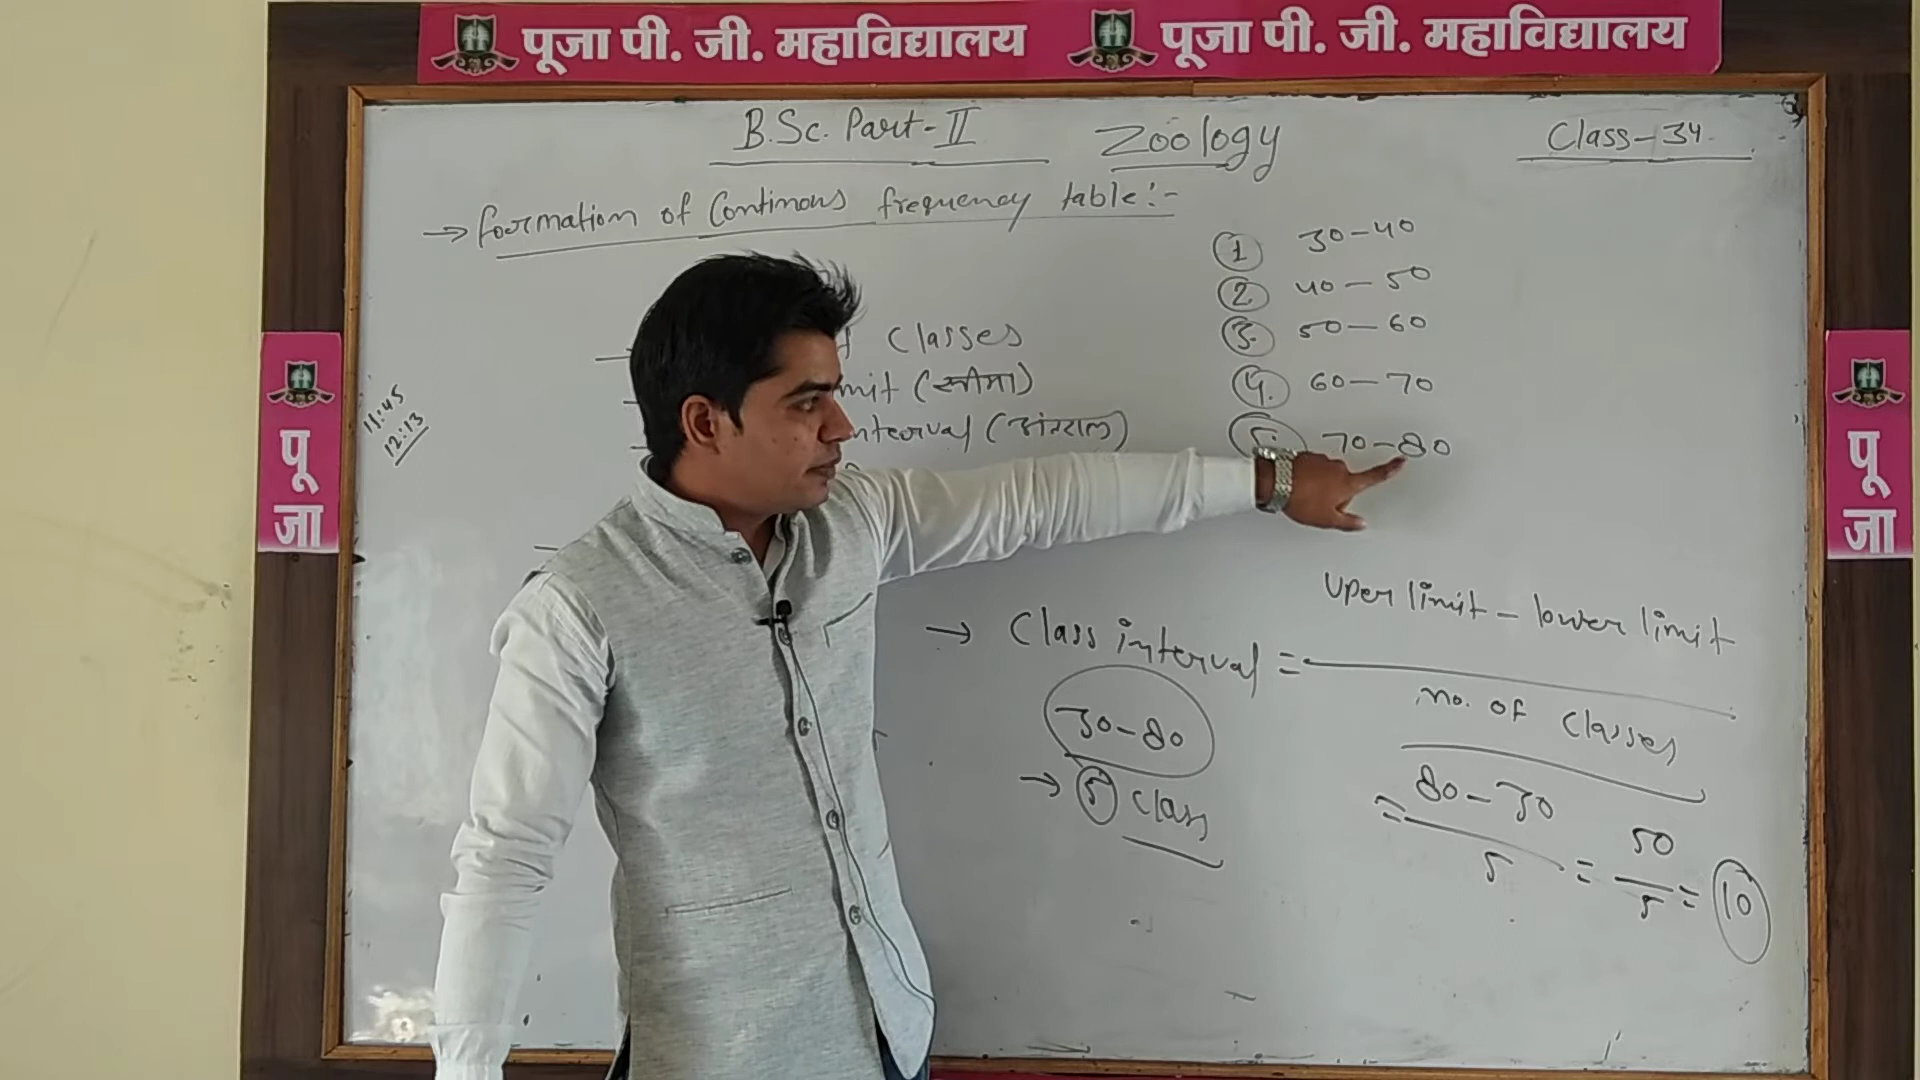 पूजा पी. जी. महाविद्यालय पूजा पी. जी. महाविद्यालय
B.Sc. Part-II Zoology Class-34
→ formation of Continous frequency table:-
Classes
mit (सीमा)
nterval (अंतराल)
① 30-40
② 40-50
③ 50-60
④ 60-70
70-80
11:45
12:13
पूजा
पूजा
→ Class interval = Uper limit - lower limit
no. of Classes
30-80
→ ⑤ Class
= 80-30
5
= 50
5
= 10